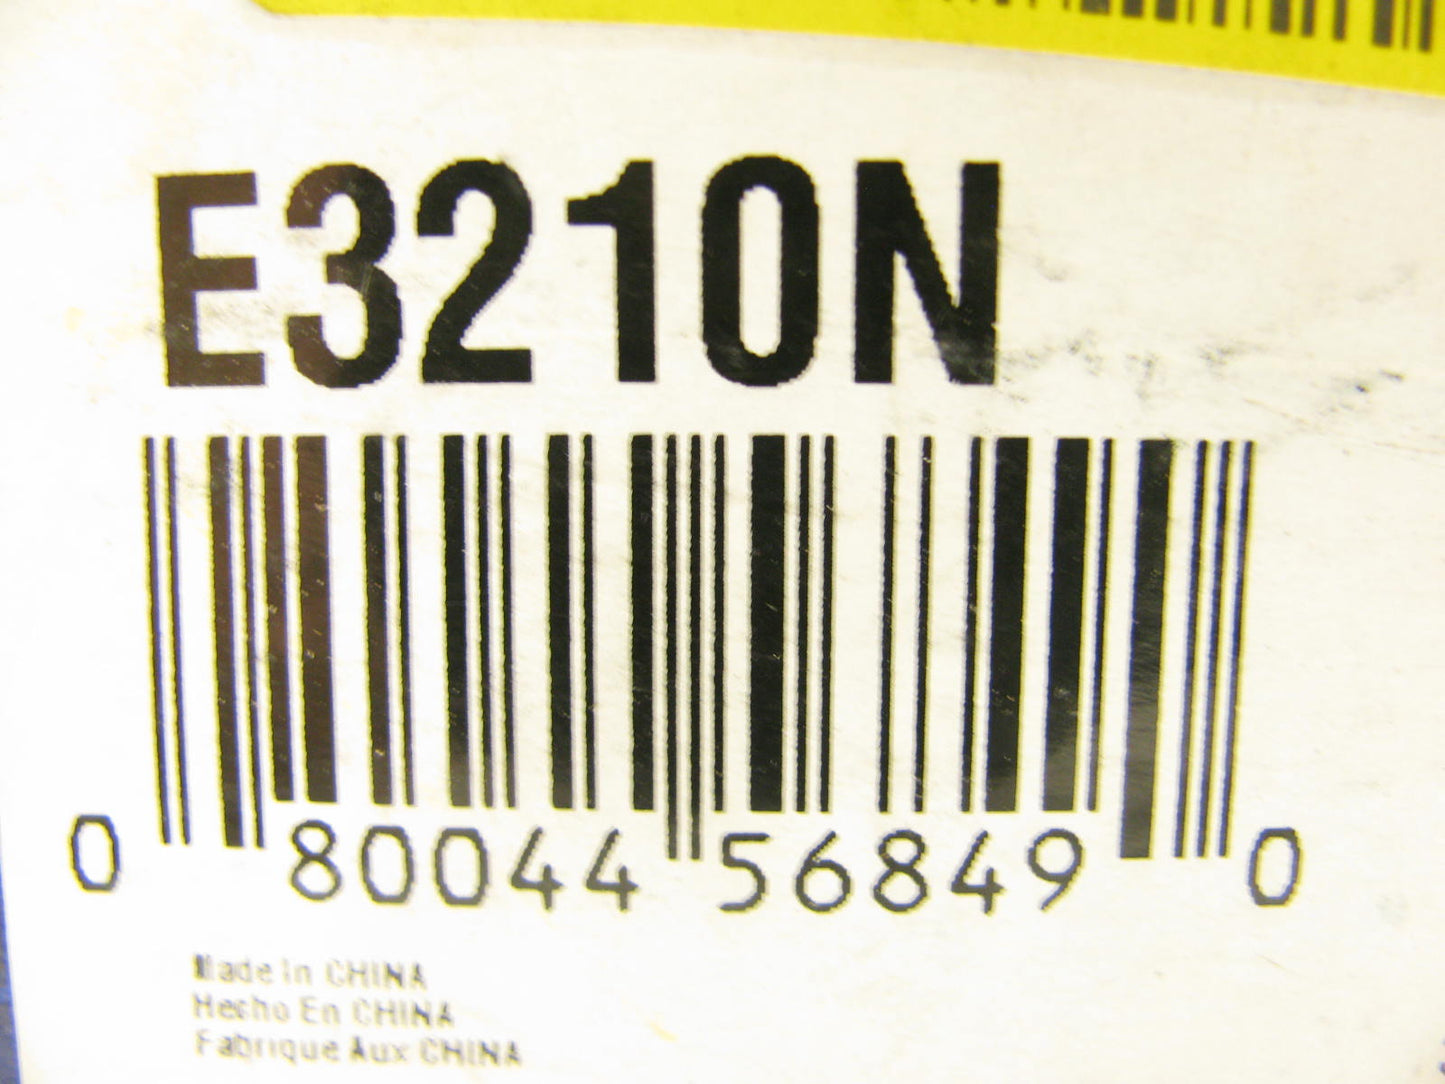 E3210N
0 80044 56849 0
Made In CHINA
Hecho En CHINA
Fabrique Aux CHINA